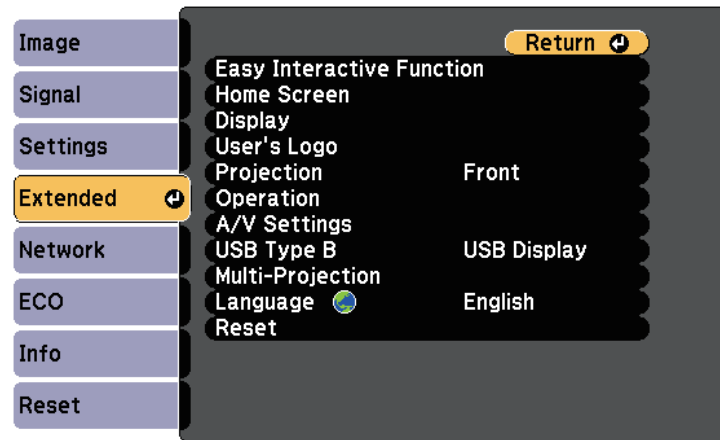 Image
Signal
Settings
Extended
Network
ECO
Info
Reset
Return
Easy Interactive Function
Home Screen
Display
User's Logo
Projection Front
Operation
A/V Settings
USB Type B USB Display
Multi-Projection
Language English
Reset